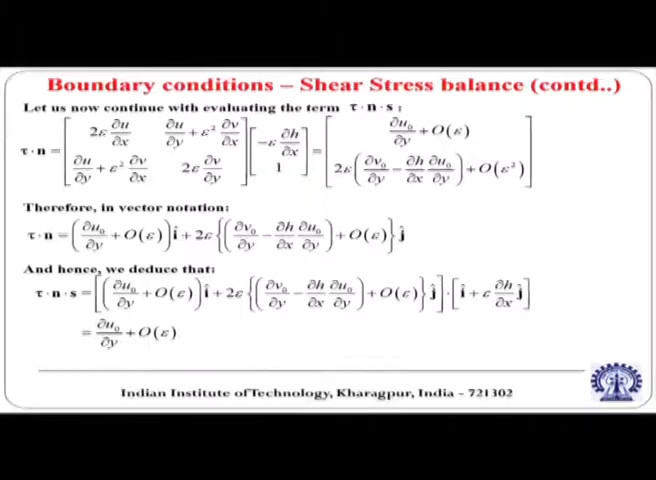 Boundary conditions – Shear Stress balance (contd..)
Let us now continue with evaluating the term τ · n · s :
τ · n = [ 2ε ∂u/∂x   ∂u/∂y + ε² ∂v/∂x ; ∂u/∂y + ε² ∂v/∂x   2ε ∂v/∂y ] [ −ε ∂h/∂x ; 1 ] = [ ∂u₀/∂y + O(ε) ; 2ε (∂v₀/∂y − ∂h/∂x ∂u₀/∂y) + O(ε²) ]
Therefore, in vector notation:
τ · n = (∂u₀/∂y + O(ε)) î + 2ε {(∂v₀/∂y − ∂h/∂x ∂u₀/∂y) + O(ε)} ĵ
And hence, we deduce that:
τ · n · s = [(∂u₀/∂y + O(ε)) î + 2ε {(∂v₀/∂y − ∂h/∂x ∂u₀/∂y) + O(ε)} ĵ] · [î + ε ∂h/∂x ĵ]
= ∂u₀/∂y + O(ε)
Indian Institute of Technology, Kharagpur, India - 721302